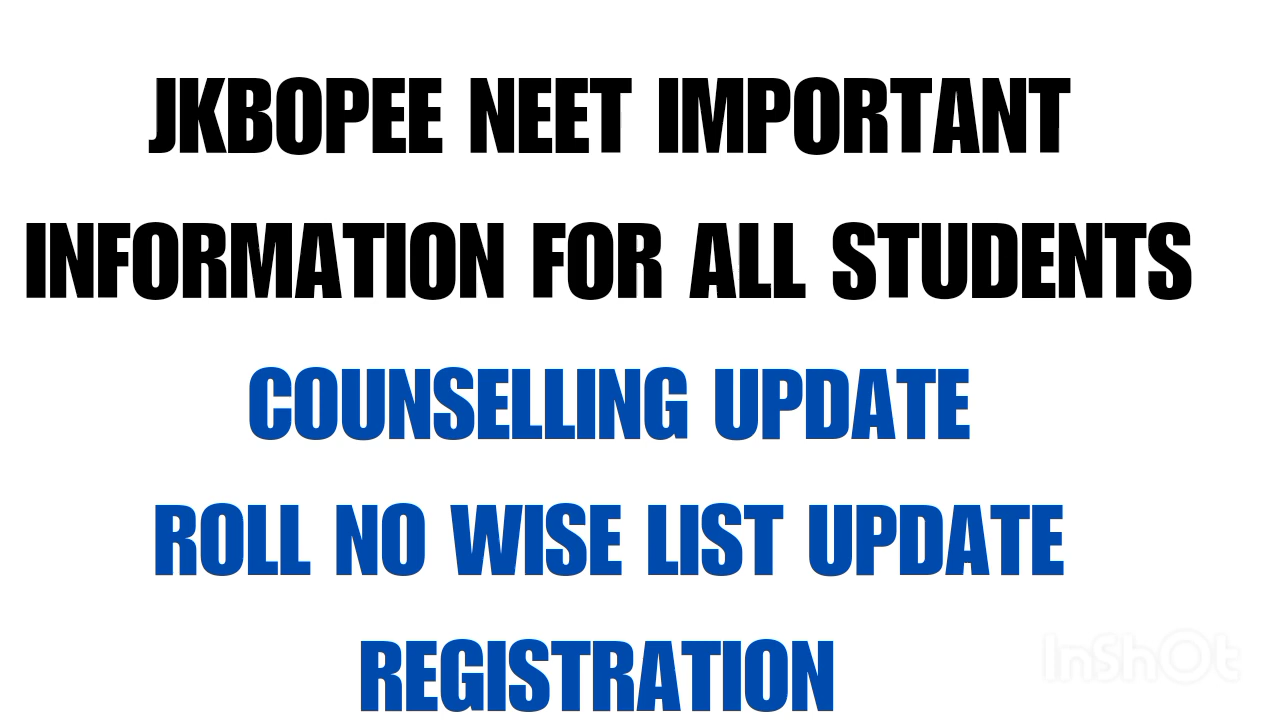 JKBOPEE NEET IMPORTANT
INFORMATION FOR ALL STUDENTS
COUNSELLING UPDATE
ROLL NO WISE LIST UPDATE
REGISTRATION
InShOt